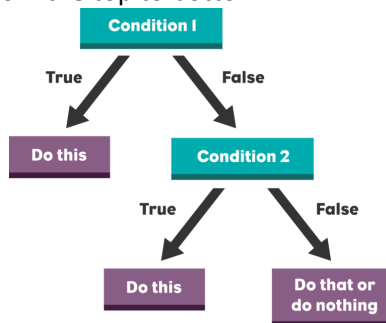 Condition 1
True
False
Do this
Condition 2
True
False
Do this
Do that or
do nothing